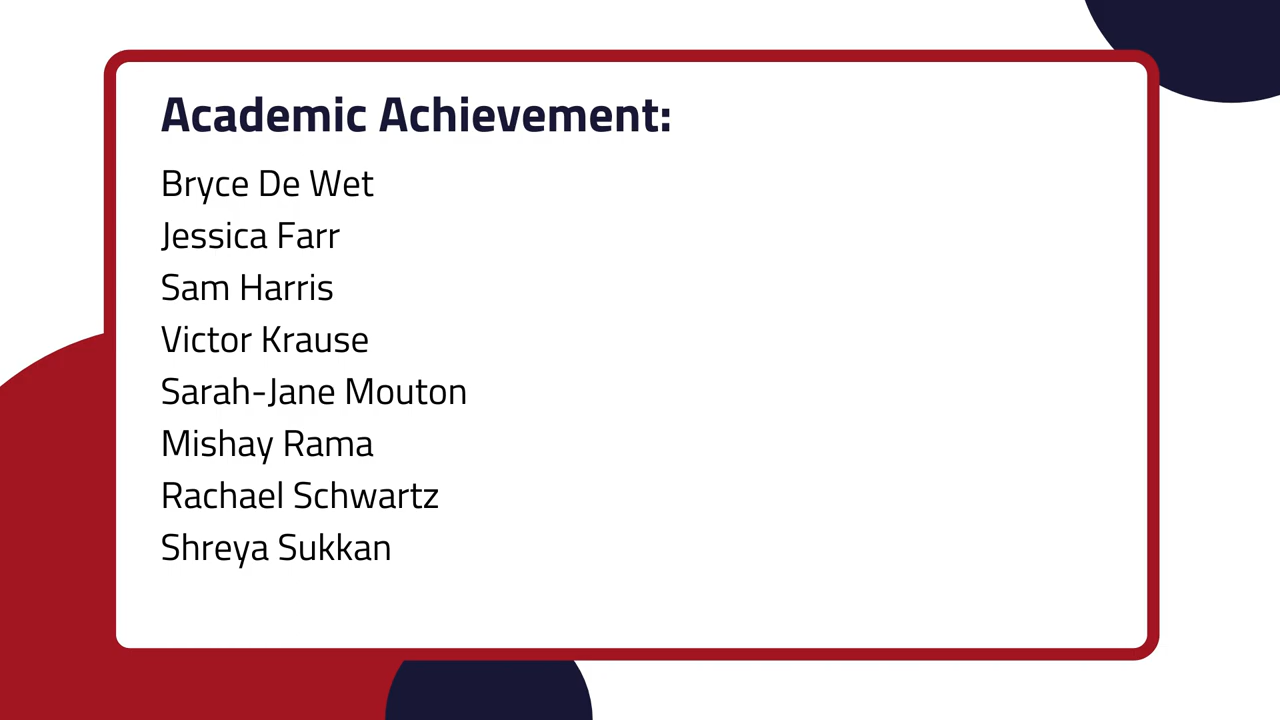 Academic Achievement:
Bryce De Wet
Jessica Farr
Sam Harris
Victor Krause
Sarah-Jane Mouton
Mishay Rama
Rachael Schwartz
Shreya Sukkan